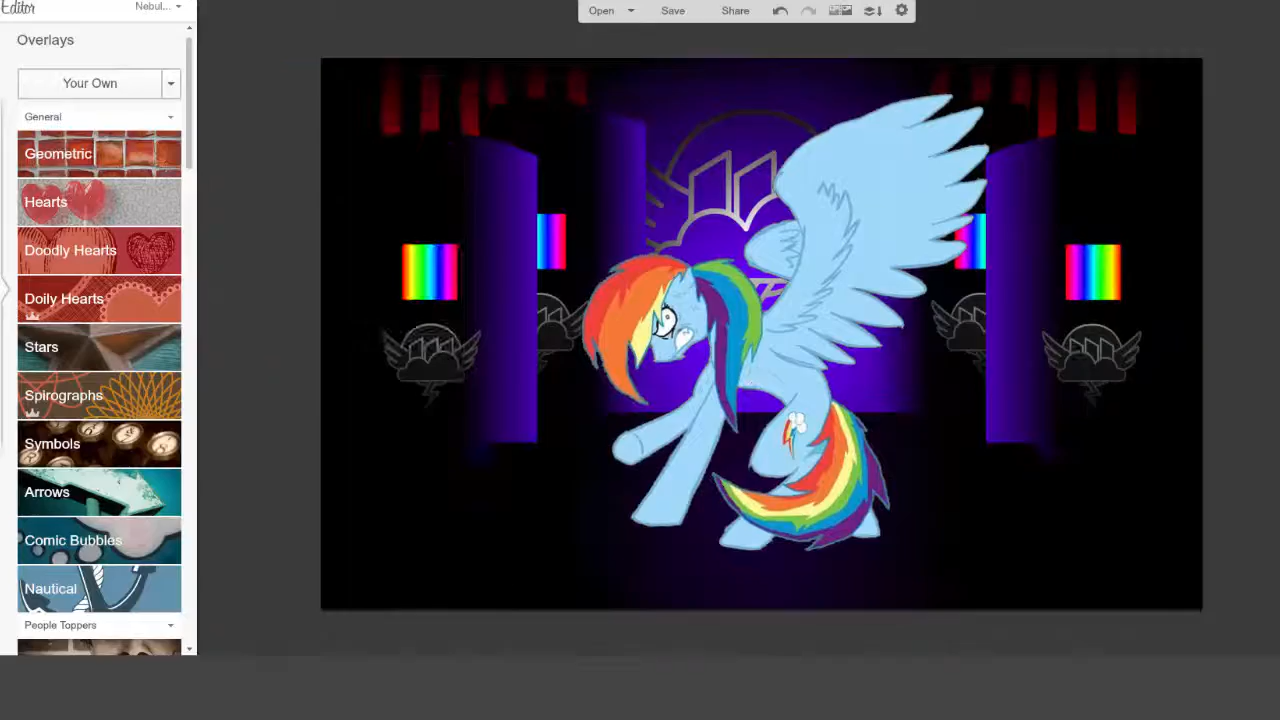 Editor
Nebul...
Open
Save
Share
Overlays
Your Own
General
Geometric
Hearts
Doodly Hearts
Doily Hearts
Stars
Spirographs
Symbols
Arrows
Comic Bubbles
Nautical
People Toppers